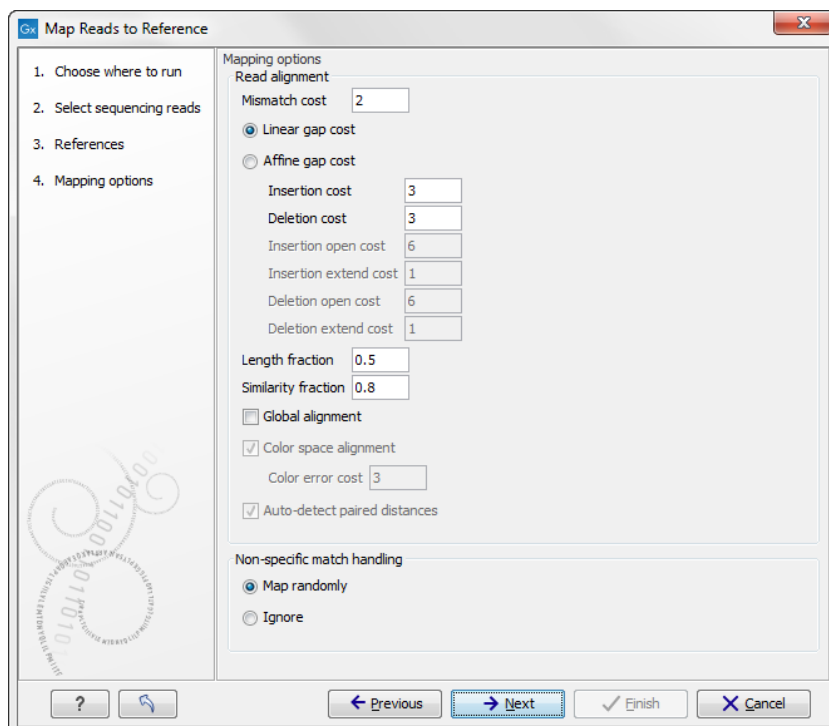 Gx Map Reads to Reference
1. Choose where to run
2. Select sequencing reads
3. References
4. Mapping options
Mapping options
Read alignment
Mismatch cost 2
Linear gap cost
Affine gap cost
Insertion cost 3
Deletion cost 3
Insertion open cost 6
Insertion extend cost 1
Deletion open cost 6
Deletion extend cost 1
Length fraction 0.5
Similarity fraction 0.8
Global alignment
Color space alignment
Color error cost 3
Auto-detect paired distances
Non-specific match handling
Map randomly
Ignore
? Previous Next Finish Cancel